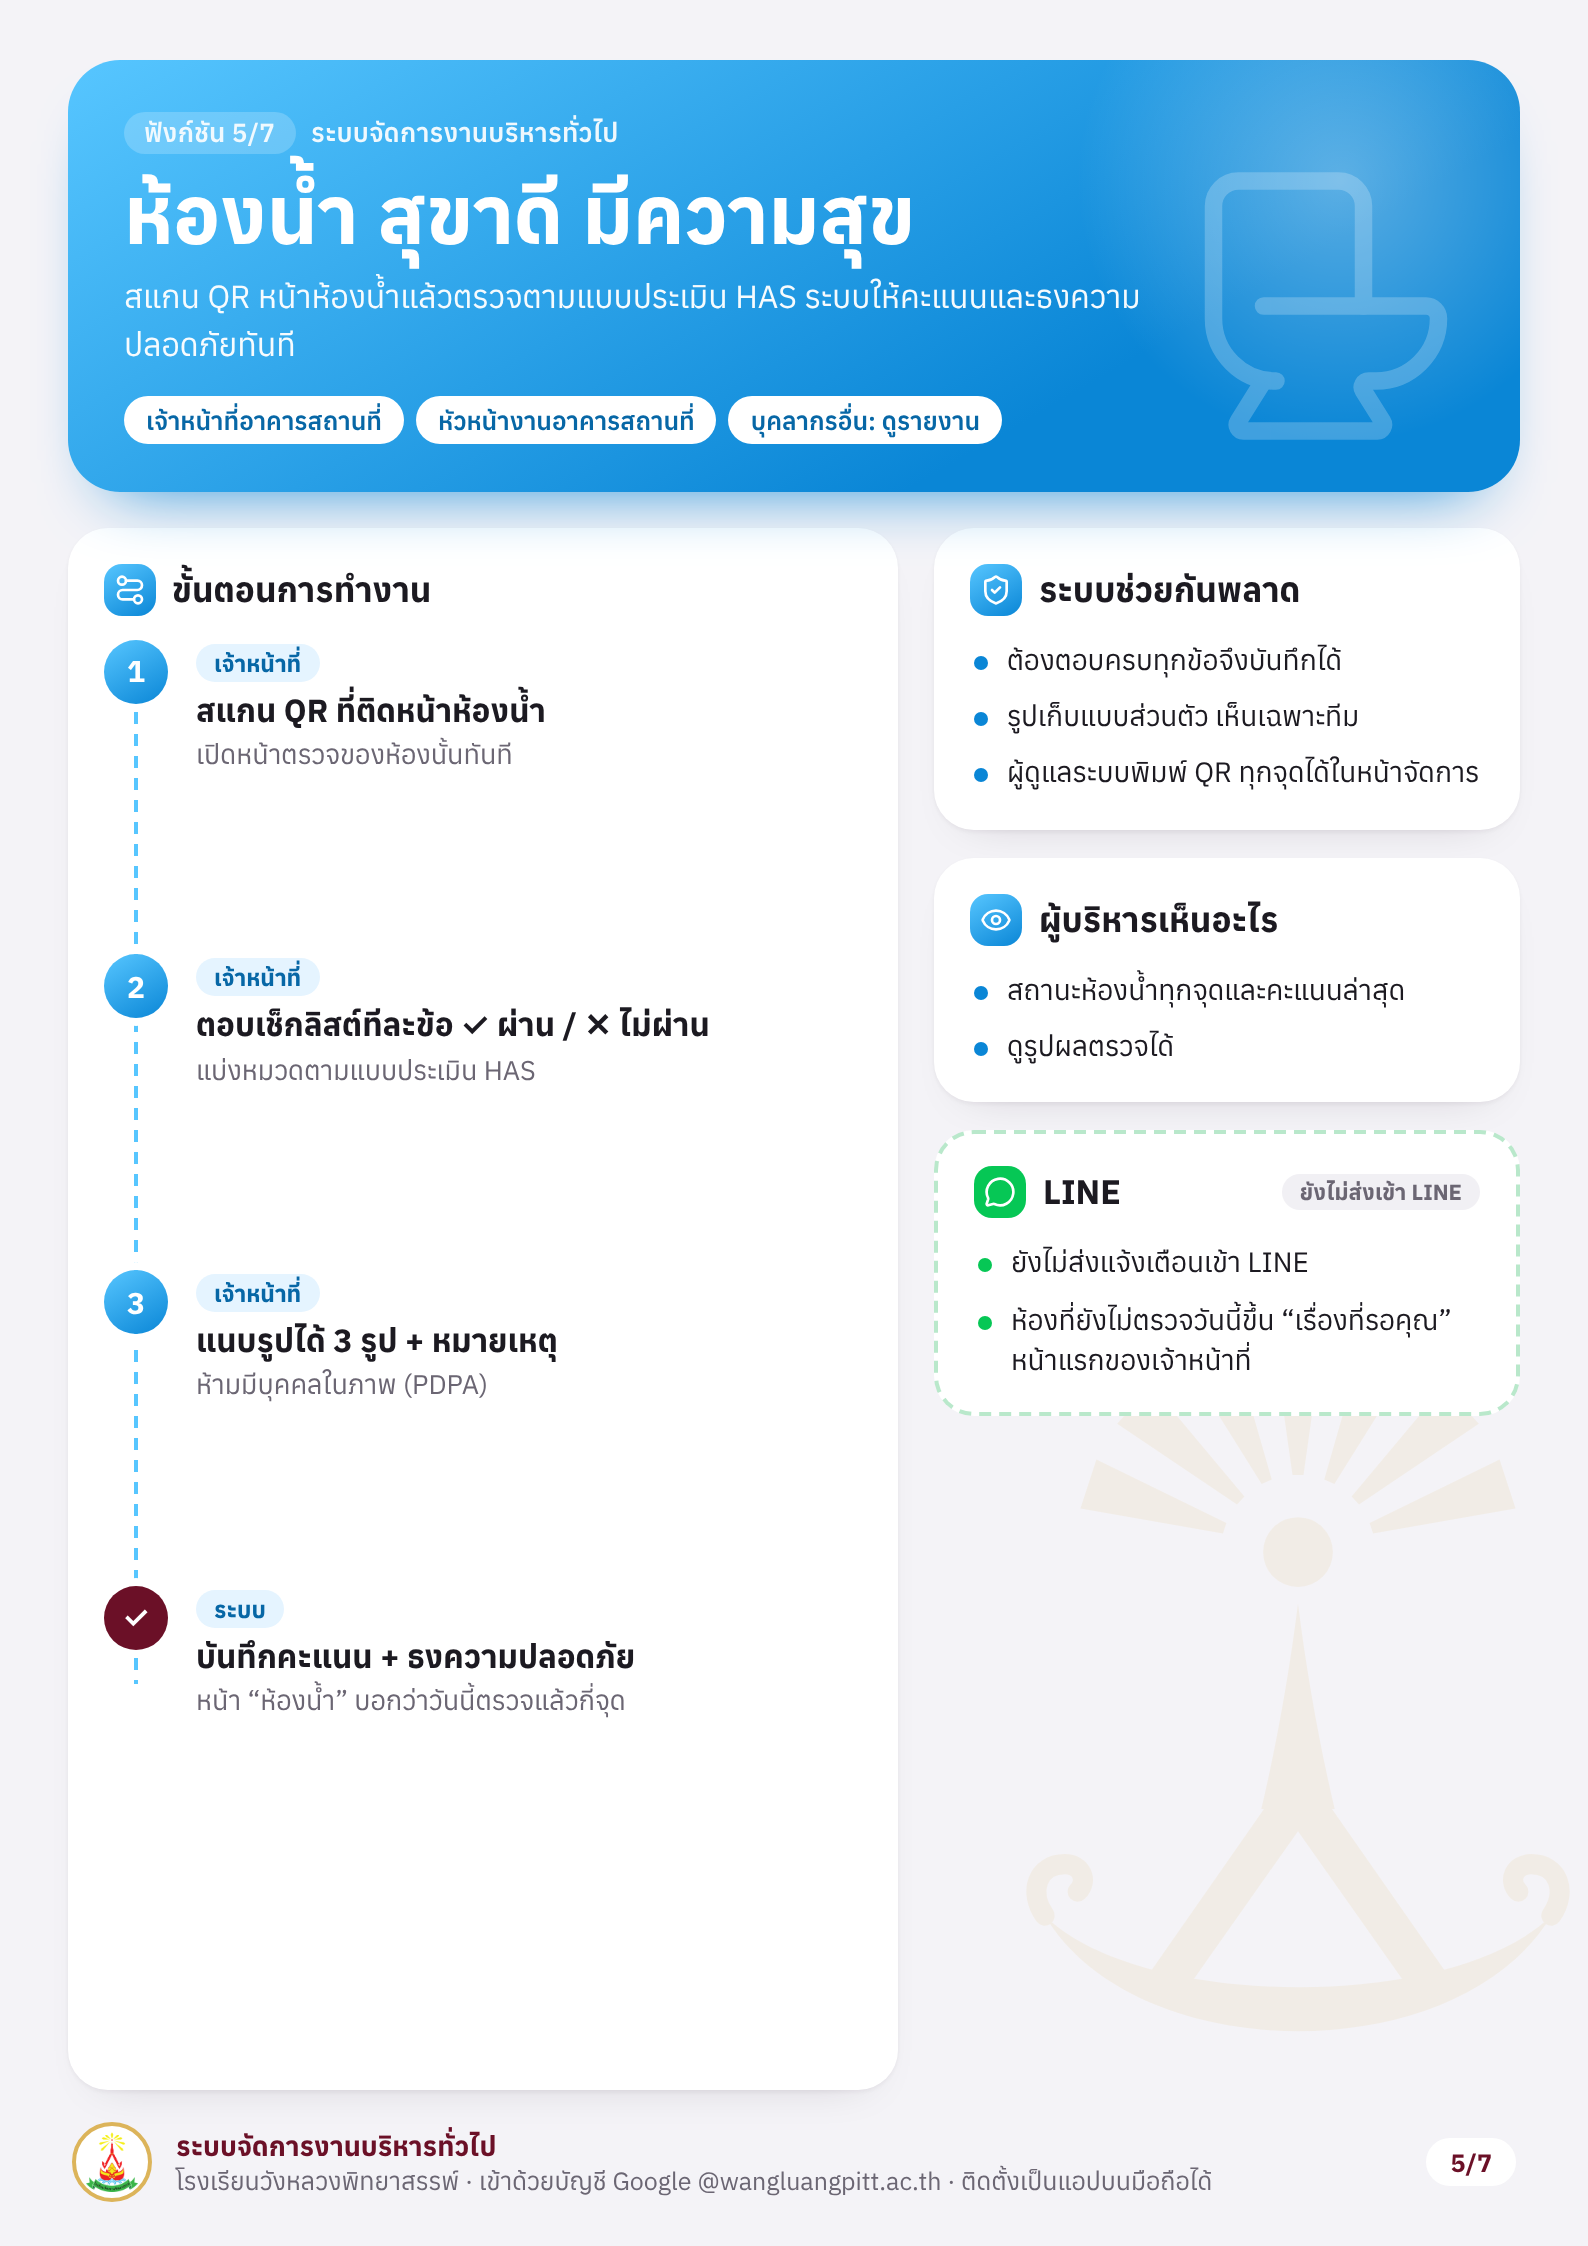 ฟังก์ชัน 5/7 ระบบจัดการงานบริหารทั่วไป
ห้องน้ำ สุขาดี มีความสุข
สแกน QR หน้าห้องน้ำแล้วตรวจตามแบบประเมิน HAS ระบบให้คะแนนและธงความ
ปลอดภัยทันที
เจ้าหน้าที่อาคารสถานที่ หัวหน้างานอาคารสถานที่ บุคลากรอื่น: ดูรายงาน
ขั้นตอนการทำงาน
1 เจ้าหน้าที่
สแกน QR ที่ติดหน้าห้องน้ำ
เปิดหน้าตรวจของห้องนั้นทันที
2 เจ้าหน้าที่
ตอบเช็กลิสต์ทีละข้อ ✓ ผ่าน / ✕ ไม่ผ่าน
แบ่งหมวดตามแบบประเมิน HAS
3 เจ้าหน้าที่
แนบรูปได้ 3 รูป + หมายเหตุ
ห้ามมีบุคคลในภาพ (PDPA)
ระบบ
บันทึกคะแนน + ธงความปลอดภัย
หน้า “ห้องน้ำ” บอกว่าวันนี้ตรวจแล้วกี่จุด
ระบบช่วยกันพลาด
ต้องตอบครบทุกข้อจึงบันทึกได้
รูปเก็บแบบส่วนตัว เห็นเฉพาะทีม
ผู้ดูแลระบบพิมพ์ QR ทุกจุดได้ในหน้าจัดการ
ผู้บริหารเห็นอะไร
สถานะห้องน้ำทุกจุดและคะแนนล่าสุด
ดูรูปผลตรวจได้
LINE ยังไม่ส่งเข้า LINE
ยังไม่ส่งแจ้งเตือนเข้า LINE
ห้องที่ยังไม่ตรวจวันนี้ขึ้น “เรื่องที่รอคุณ”
หน้าแรกของเจ้าหน้าที่
ระบบจัดการงานบริหารทั่วไป
โรงเรียนวังหลวงพิทยาสรรพ์ · เข้าด้วยบัญชี Google @wangluangpitt.ac.th · ติดตั้งเป็นแอปบนมือถือได้
5/7